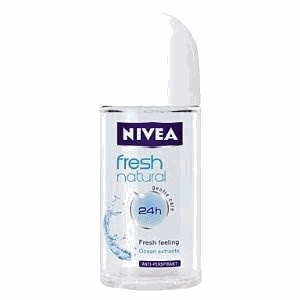 NIVEA
fresh
natural
gentle care
24h
Fresh feeling
Ocean extracts
ANTI-PERSPIRANT